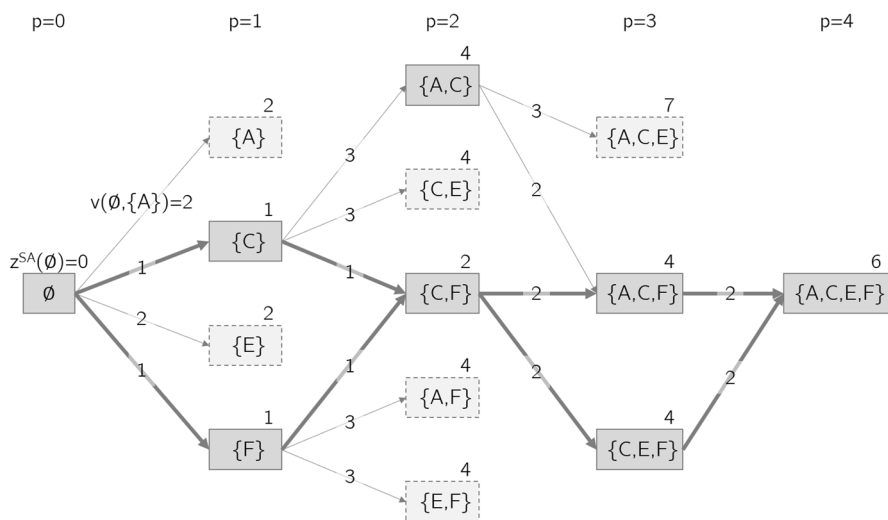 p=0 p=1 p=2 p=3 p=4
4
{A,C}
2
7
3
{A}
{A,C,E}
4
3
{C,E}
2
v(∅,{A})=2
3
1
{C}
z^SA(∅)=0
1
1
2
4
6
∅
{C,F}
2
{A,C,F}
2
{A,C,E,F}
2
2
{E}
1
1
4
2
2
{A,F}
1
3
4
{F}
{C,E,F}
4
3
{E,F}